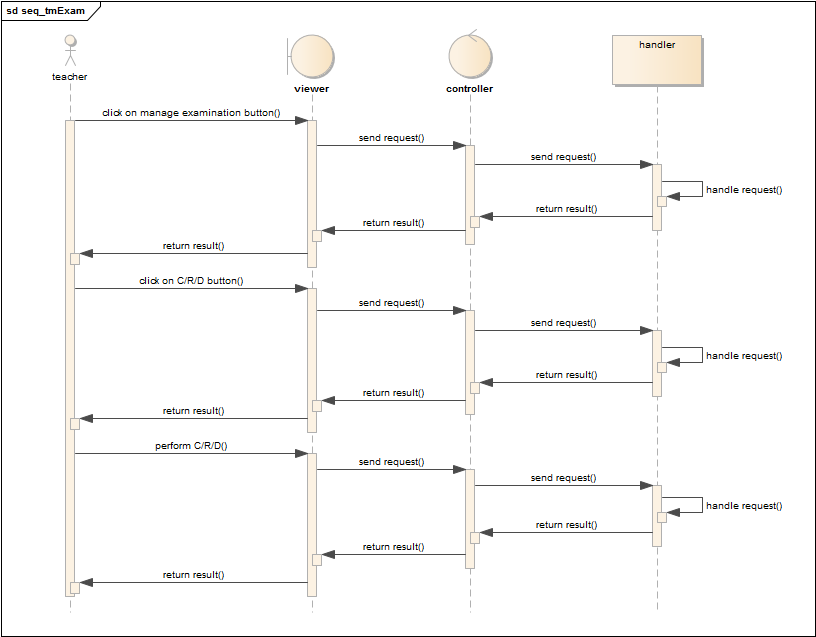 sd seq_tmExam
teacher
viewer
controller
handler
click on manage examination button()
send request()
send request()
handle request()
return result()
return result()
return result()
click on C/R/D button()
send request()
send request()
handle request()
return result()
return result()
return result()
perform C/R/D()
send request()
send request()
handle request()
return result()
return result()
return result()